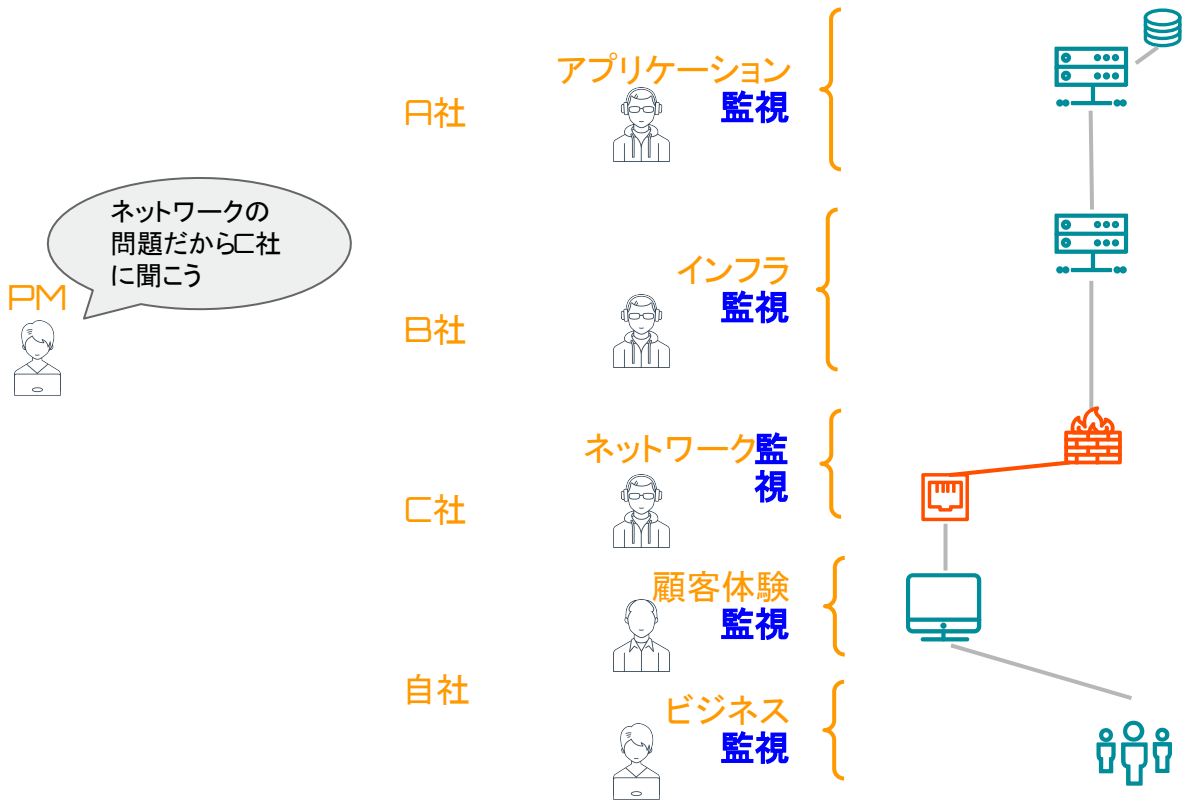 アプリケーション
監視
A社
ネットワークの
問題だからC社
に聞こう
PM
インフラ
監視
B社
ネットワーク監
視
C社
顧客体験
監視
自社
ビジネス
監視